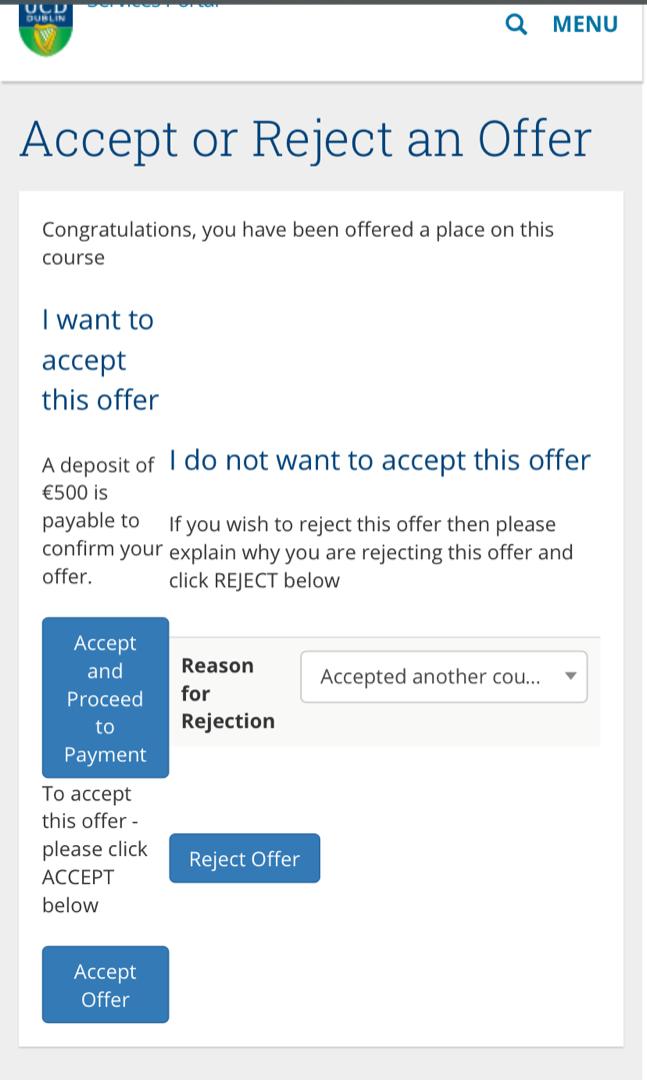 UCD
DUBLIN
Services Portal
MENU
Accept or Reject an Offer
Congratulations, you have been offered a place on this
course
I want to
accept
this offer
A deposit of
€500 is
payable to
confirm your
offer.
Accept
and
Proceed
to
Payment
To accept
this offer -
please click
ACCEPT
below
Accept
Offer
I do not want to accept this offer
If you wish to reject this offer then please
explain why you are rejecting this offer and
click REJECT below
Reason
for
Rejection
Accepted another cou...
Reject Offer